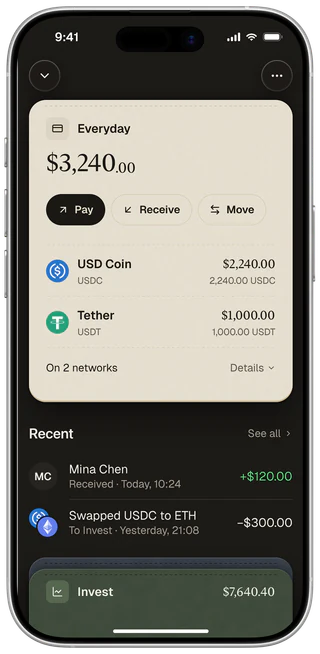 9:41
Everyday
$3,240.00
Pay
Receive
Move
USD Coin
$2,240.00
USDC
2,240.00 USDC
Tether
$1,000.00
USDT
1,000.00 USDT
On 2 networks
Details
Recent
See all
MC
Mina Chen
+$120.00
Received · Today, 10:24
Swapped USDC to ETH
−$300.00
To Invest · Yesterday, 21:08
Invest
$7,640.40